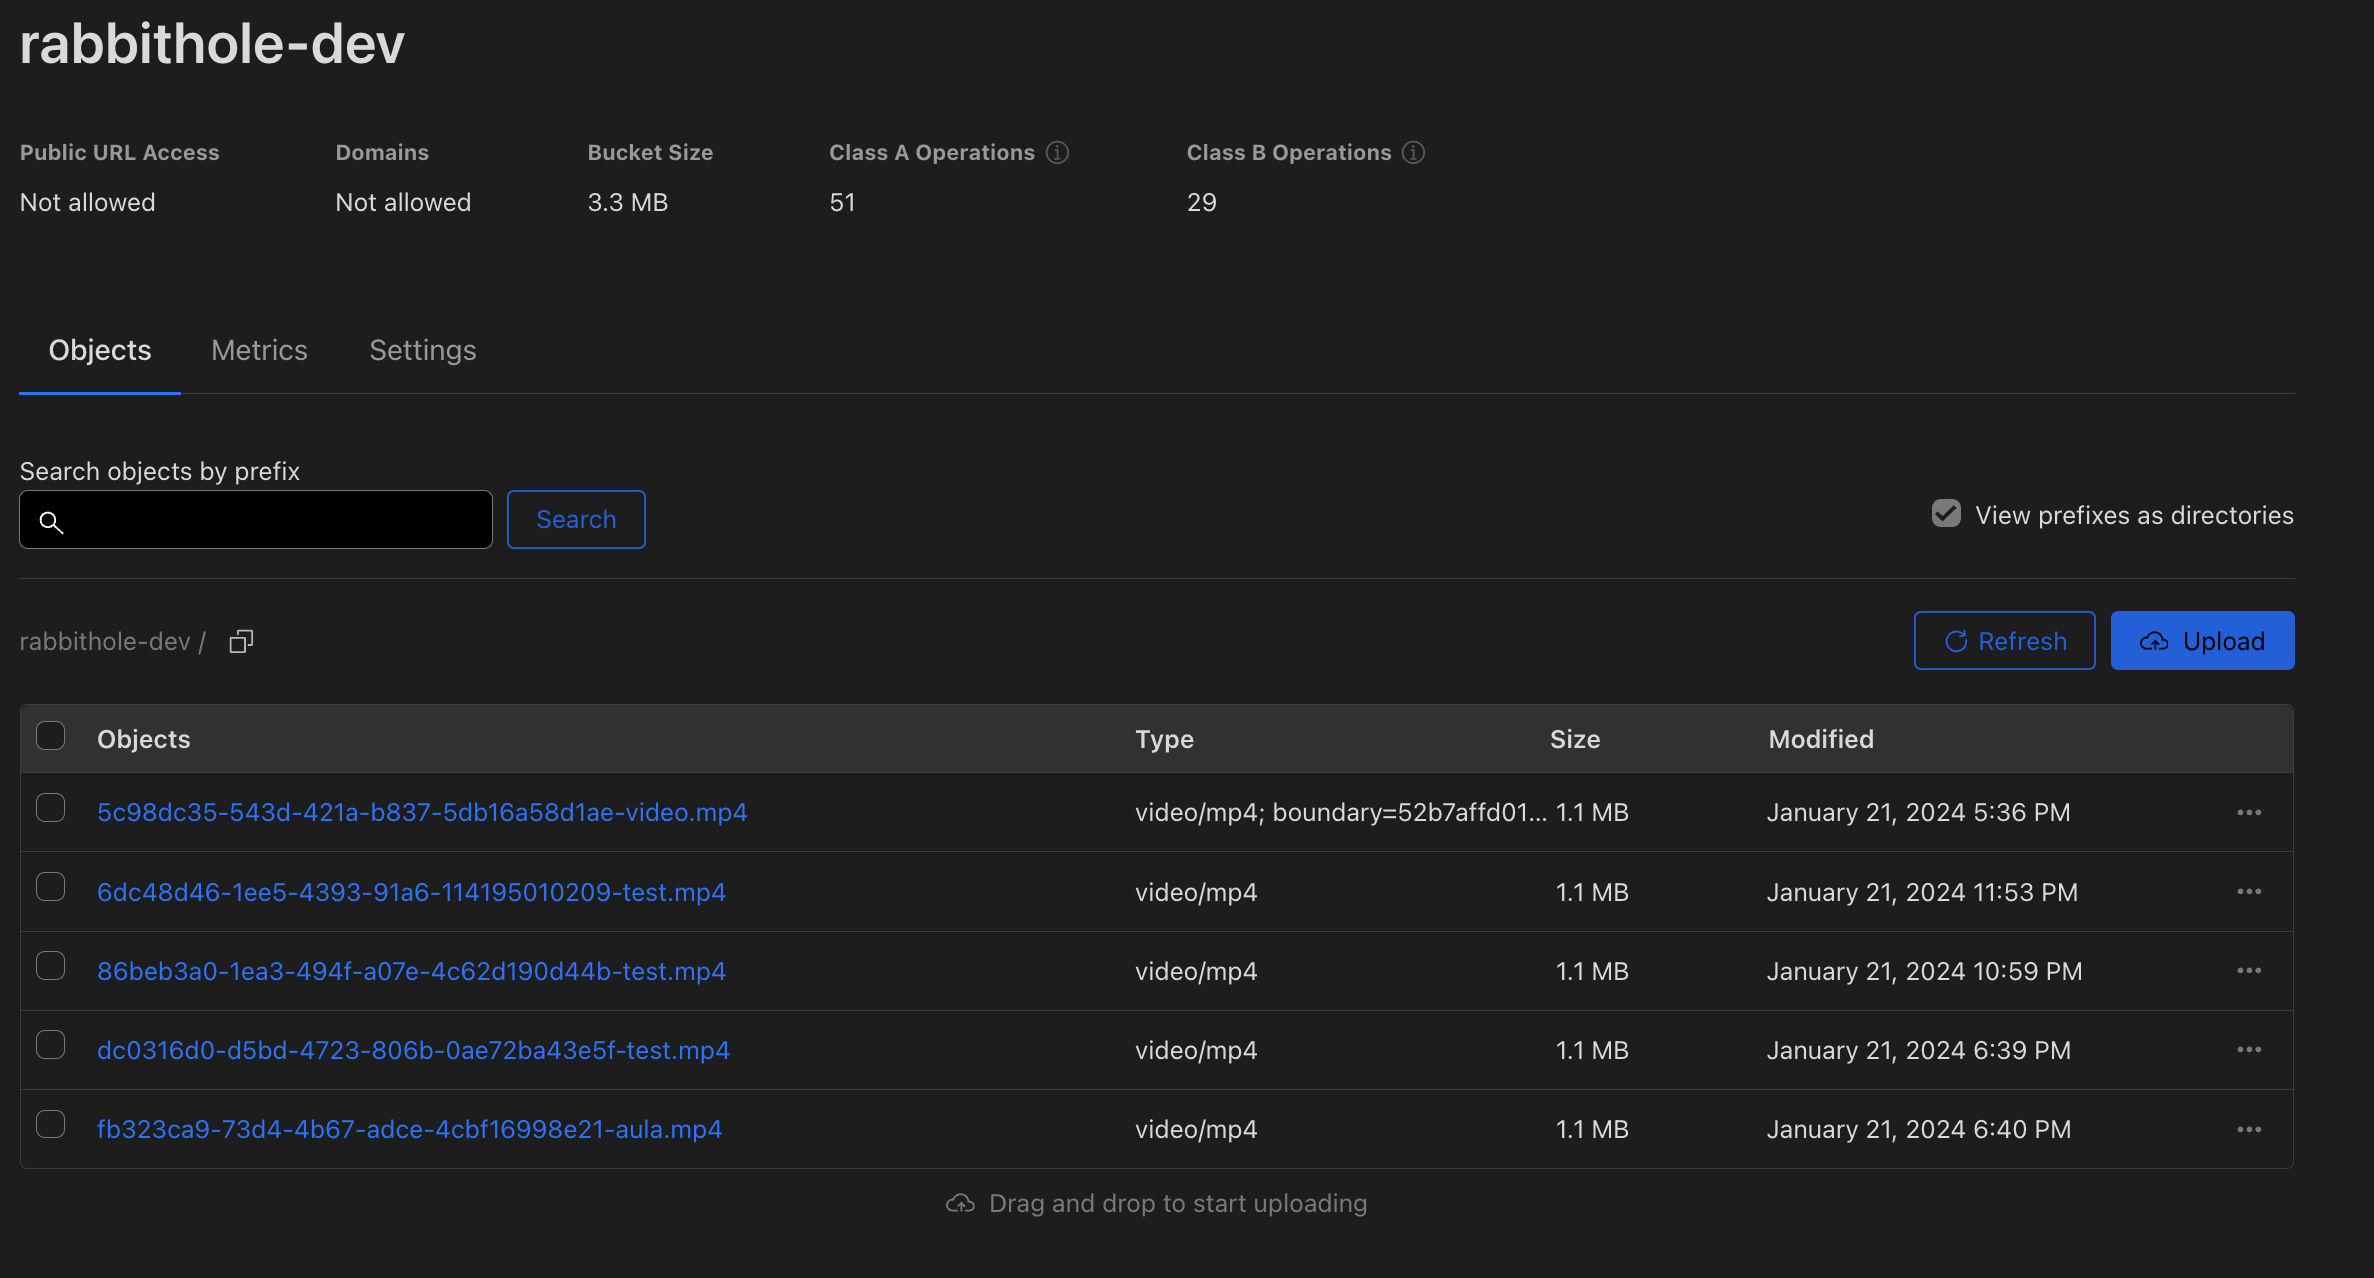 rabbithole-dev
Public URL Access Domains Bucket Size Class A Operations Class B Operations
Not allowed Not allowed 3.3 MB 51 29
Objects Metrics Settings
Search objects by prefix
Search View prefixes as directories
rabbithole-dev / Refresh Upload
Objects Type Size Modified
5c98dc35-543d-421a-b837-5db16a58d1ae-video.mp4 video/mp4; boundary=52b7affd01... 1.1 MB January 21, 2024 5:36 PM
6dc48d46-1ee5-4393-91a6-114195010209-test.mp4 video/mp4 1.1 MB January 21, 2024 11:53 PM
86beb3a0-1ea3-494f-a07e-4c62d190d44b-test.mp4 video/mp4 1.1 MB January 21, 2024 10:59 PM
dc0316d0-d5bd-4723-806b-0ae72ba43e5f-test.mp4 video/mp4 1.1 MB January 21, 2024 6:39 PM
fb323ca9-73d4-4b67-adce-4cbf16998e21-aula.mp4 video/mp4 1.1 MB January 21, 2024 6:40 PM
Drag and drop to start uploading